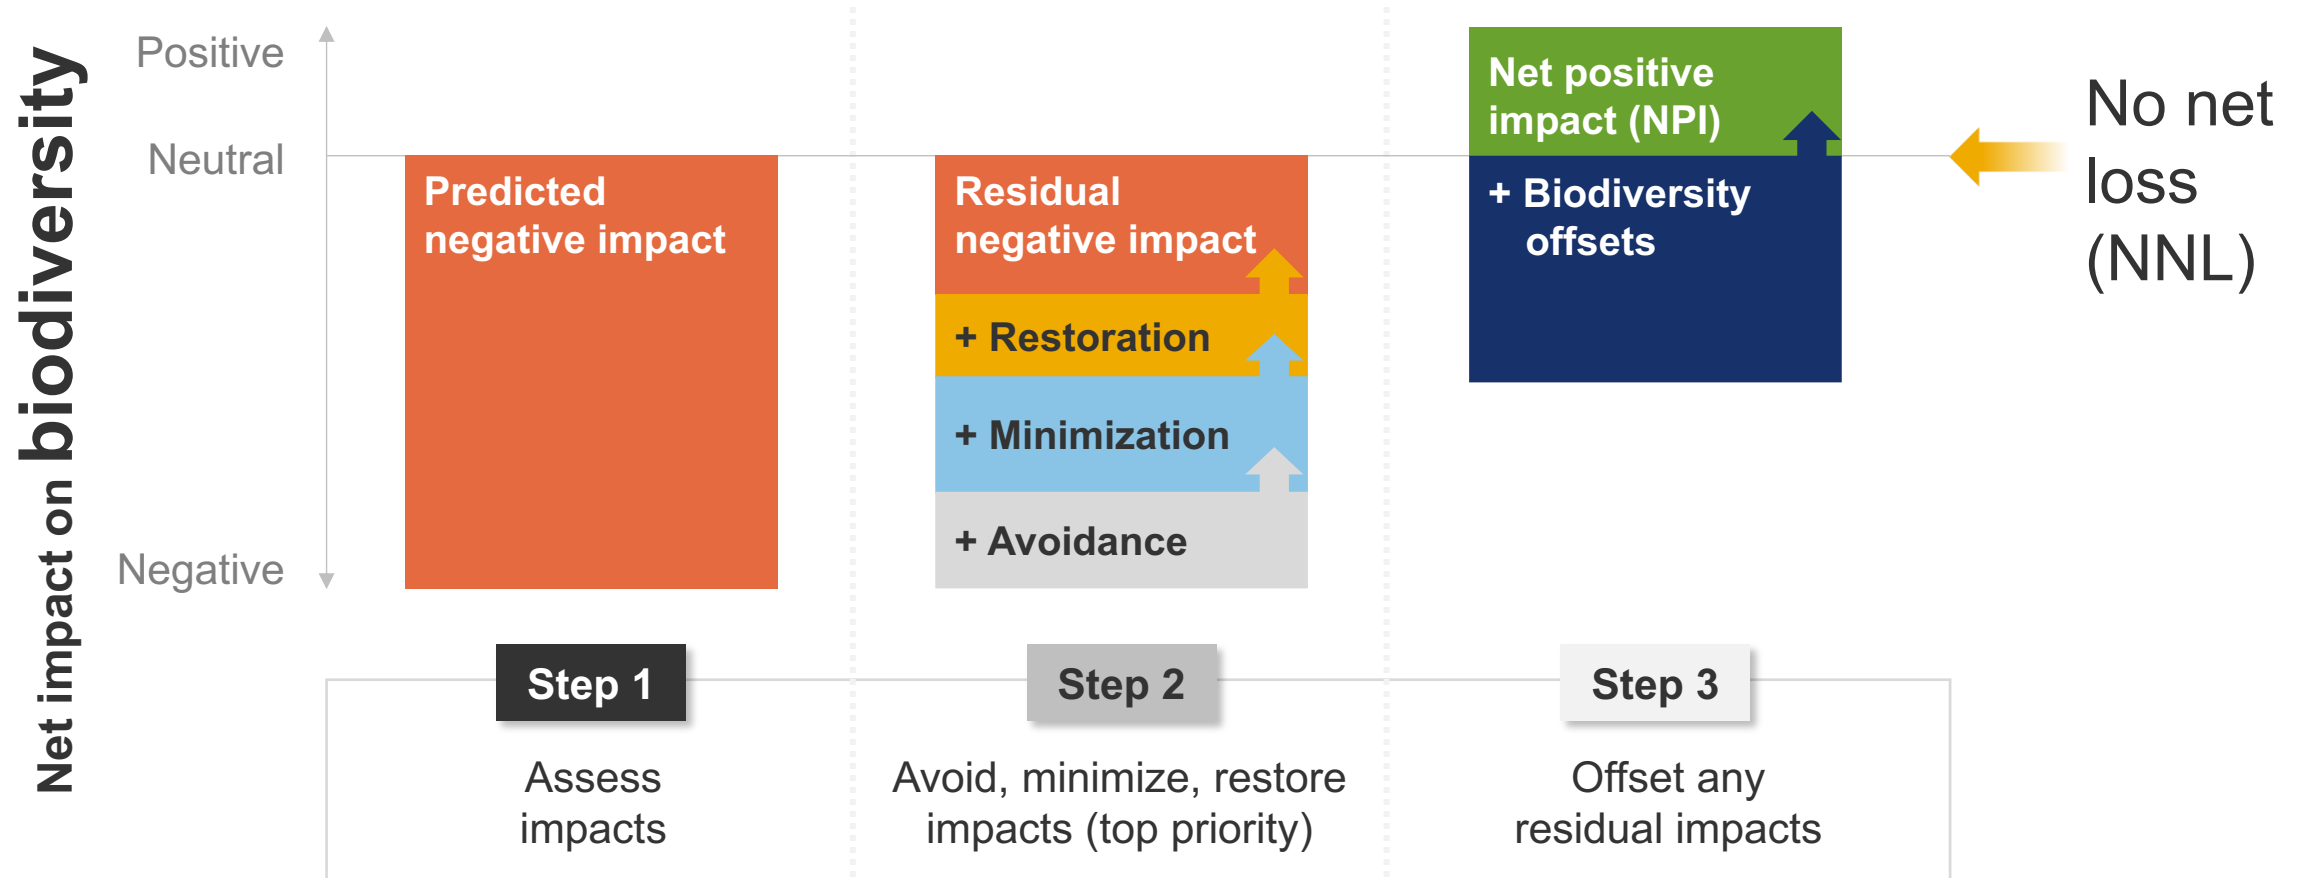 Net impact on biodiversity
Positive
Neutral
Negative
Predicted
negative impact
Residual
negative impact
+ Restoration
+ Minimization
+ Avoidance
Net positive
impact (NPI)
+ Biodiversity
offsets
No net
loss
(NNL)
Step 1
Assess
impacts
Step 2
Avoid, minimize, restore
impacts (top priority)
Step 3
Offset any
residual impacts